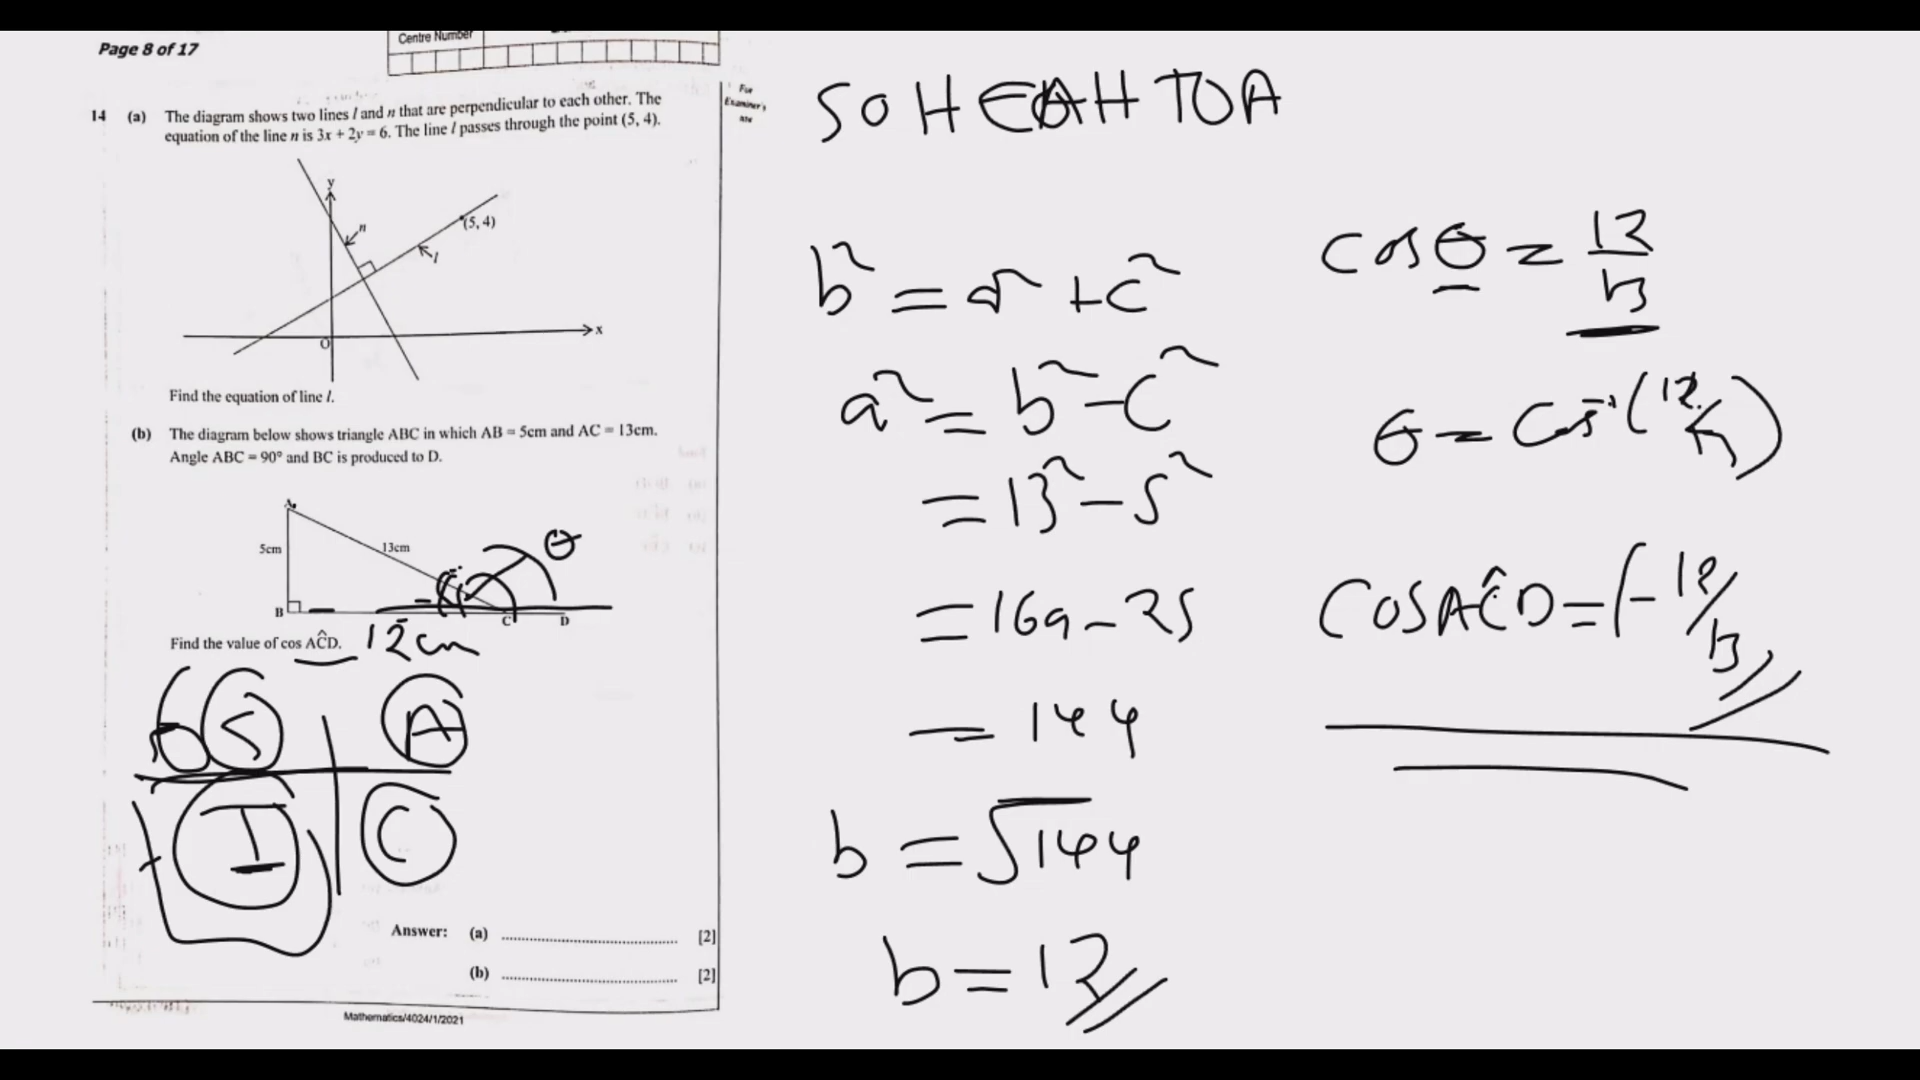 Centre Number
Page 8 of 17
For
Examiner's
use
14 (a) The diagram shows two lines l and n that are perpendicular to each other. The
equation of the line n is 3x + 2y = 6. The line l passes through the point (5, 4).
y
n
(5, 4)
l
O
x
Find the equation of line l.
(b) The diagram below shows triangle ABC in which AB = 5cm and AC = 13cm.
Angle ABC = 90° and BC is produced to D.
A
5cm
13cm
θ
B
C
D
Find the value of cos AĈD.
12cm
S
A
T
C
Answer: (a) [2]
(b) [2]
Mathematics/4024/1/2021
SOHCAHTOA
b² = a² + c²
a² = b² - c²
= 13² - 5²
= 169 - 25
= 144
b = √144
b = 12
cos θ = 12/13
θ = cos⁻¹(12/13)
COSAĈD = (-12/13